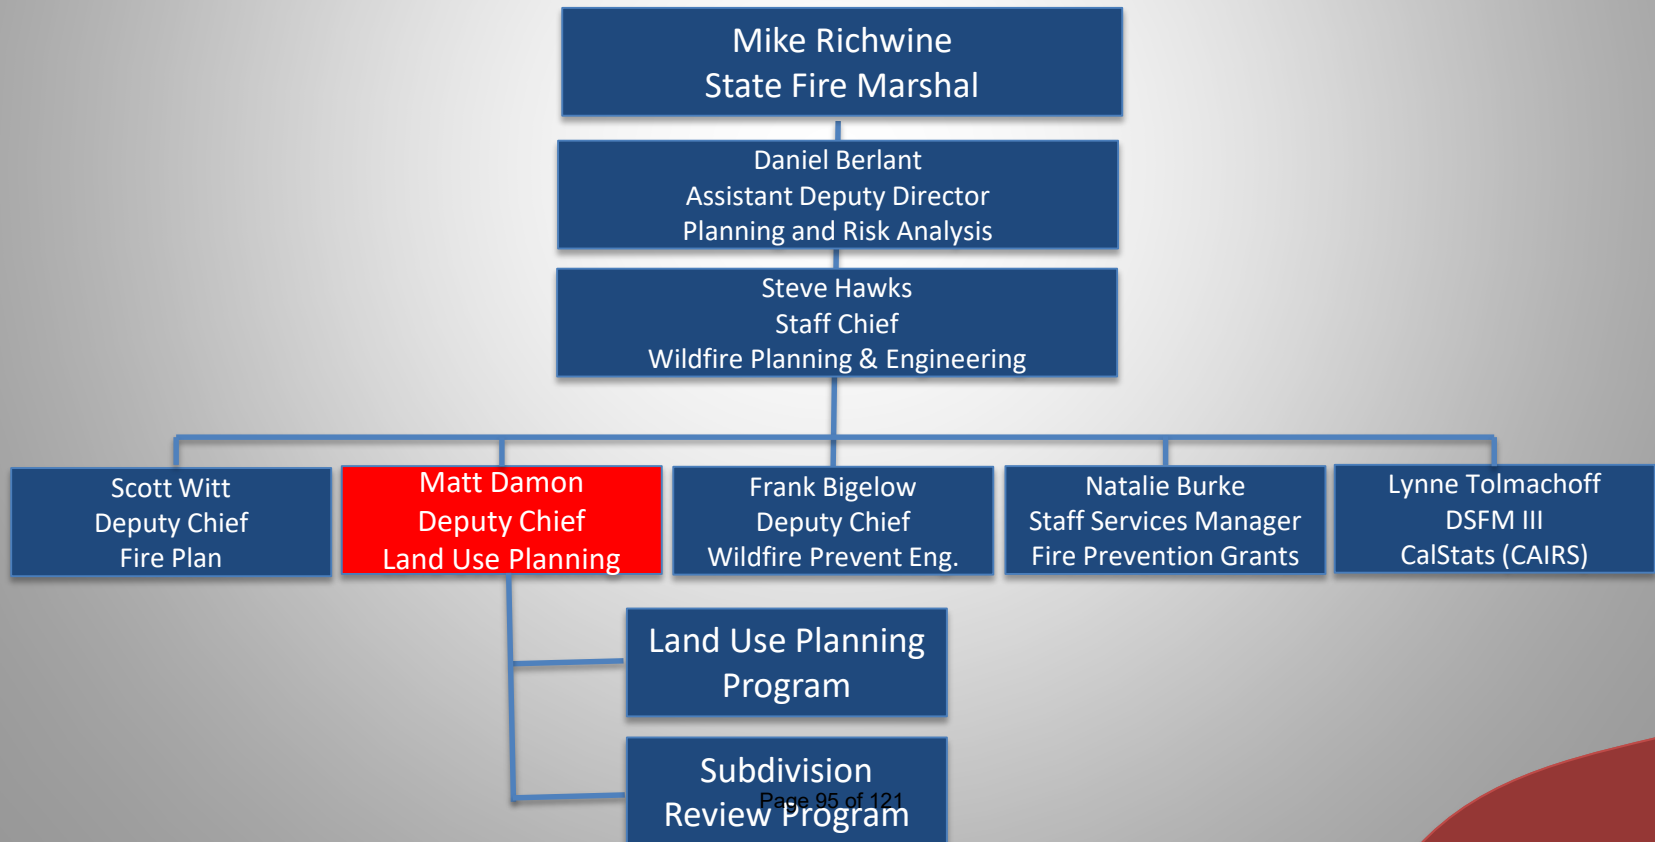 Mike Richwine
State Fire Marshal
Daniel Berlant
Assistant Deputy Director
Planning and Risk Analysis
Steve Hawks
Staff Chief
Wildfire Planning & Engineering
Scott Witt
Deputy Chief
Fire Plan
Matt Damon
Deputy Chief
Land Use Planning
Frank Bigelow
Deputy Chief
Wildfire Prevent Eng.
Natalie Burke
Staff Services Manager
Fire Prevention Grants
Lynne Tolmachoff
DSFM III
CalStats (CAIRS)
Land Use Planning
Program
Subdivision
Review Program
Page 95 of 121